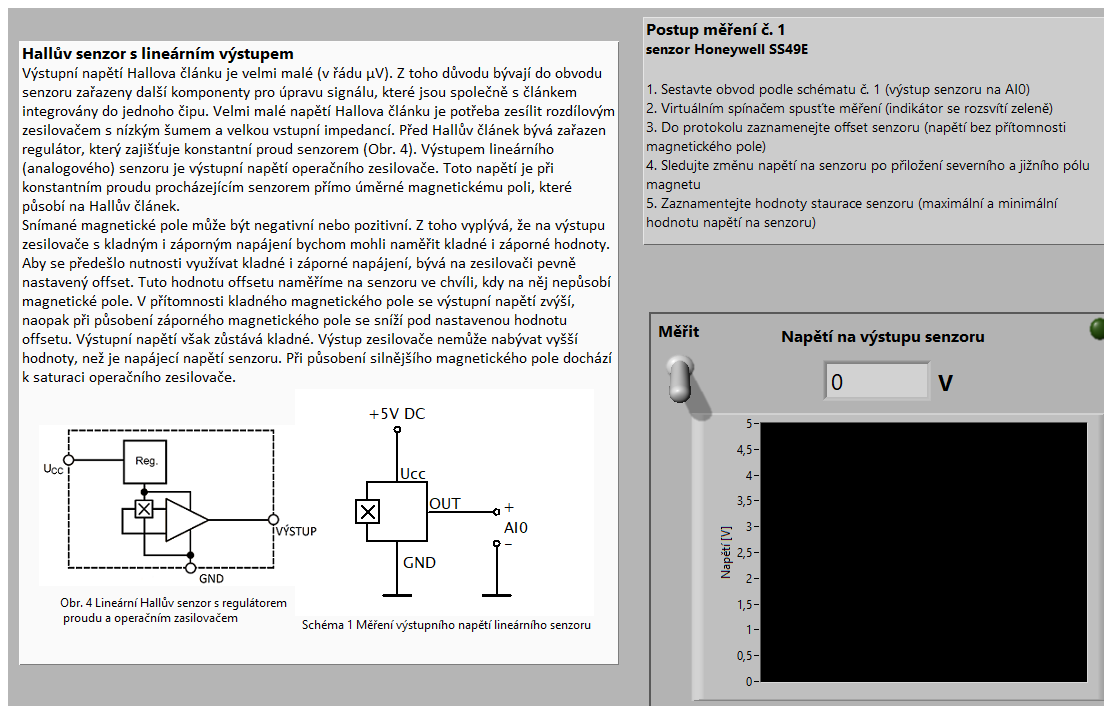 Hallův senzor s lineárním výstupem
Výstupní napětí Hallova článku je velmi malé (v řádu µV). Z toho důvodu bývají do obvodu
senzoru zařazeny další komponenty pro úpravu signálu, které jsou společně s článkem
integrovány do jednoho čipu. Velmi malé napětí Hallova článku je potřeba zesílit rozdílovým
zesilovačem s nízkým šumem a velkou vstupní impedancí. Před Hallův článek bývá zařazen
regulátor, který zajišťuje konstantní proud senzorem (Obr. 4). Výstupem lineárního
(analogového) senzoru je výstupní napětí operačního zesilovače. Toto napětí je při
konstantním proudu procházejícím senzorem přímo úměrné magnetickému poli, které
působí na Hallův článek.
Snímané magnetické pole může být negativní nebo pozitivní. Z toho vyplývá, že na výstupu
zesilovače s kladným i záporným napájení bychom mohli naměřit kladné i záporné hodnoty.
Aby se předešlo nutnosti využívat kladné i záporné napájení, bývá na zesilovači pevně
nastavený offset. Tuto hodnotu offsetu naměříme na senzoru ve chvíli, kdy na něj nepůsobí
magnetické pole. V přítomnosti kladného magnetického pole se výstupní napětí zvýší,
naopak při působení záporného magnetického pole se sníží pod nastavenou hodnotu
offsetu. Výstupní napětí však zůstává kladné. Výstup zesilovače nemůže nabývat vyšší
hodnoty, než je napájecí napětí senzoru. Při působení silnějšího magnetického pole dochází
k saturaci operačního zesilovače.
UCC
Reg.
VÝSTUP
GND
Obr. 4 Lineární Hallův senzor s regulátorem
proudu a operačním zasilovačem
+5V DC
Ucc
OUT
+
AI0
−
GND
Schéma 1 Měření výstupního napětí lineárního senzoru
Postup měření č. 1
senzor Honeywell SS49E
1. Sestavte obvod podle schématu č. 1 (výstup senzoru na AI0)
2. Virtuálním spínačem spusťte měření (indikátor se rozsvítí zeleně)
3. Do protokolu zaznamenejte offset senzoru (napětí bez přítomnosti
magnetického pole)
4. Sledujte změnu napětí na senzoru po přiložení severního a jižního pólu
magnetu
5. Zaznamentejte hodnoty staurace senzoru (maximální a minimální
hodnotu napětí na senzoru)
Měřit
Napětí na výstupu senzoru
0
V
Napětí [V]
5
4,5
4
3,5
3
2,5
2
1,5
1
0,5
0